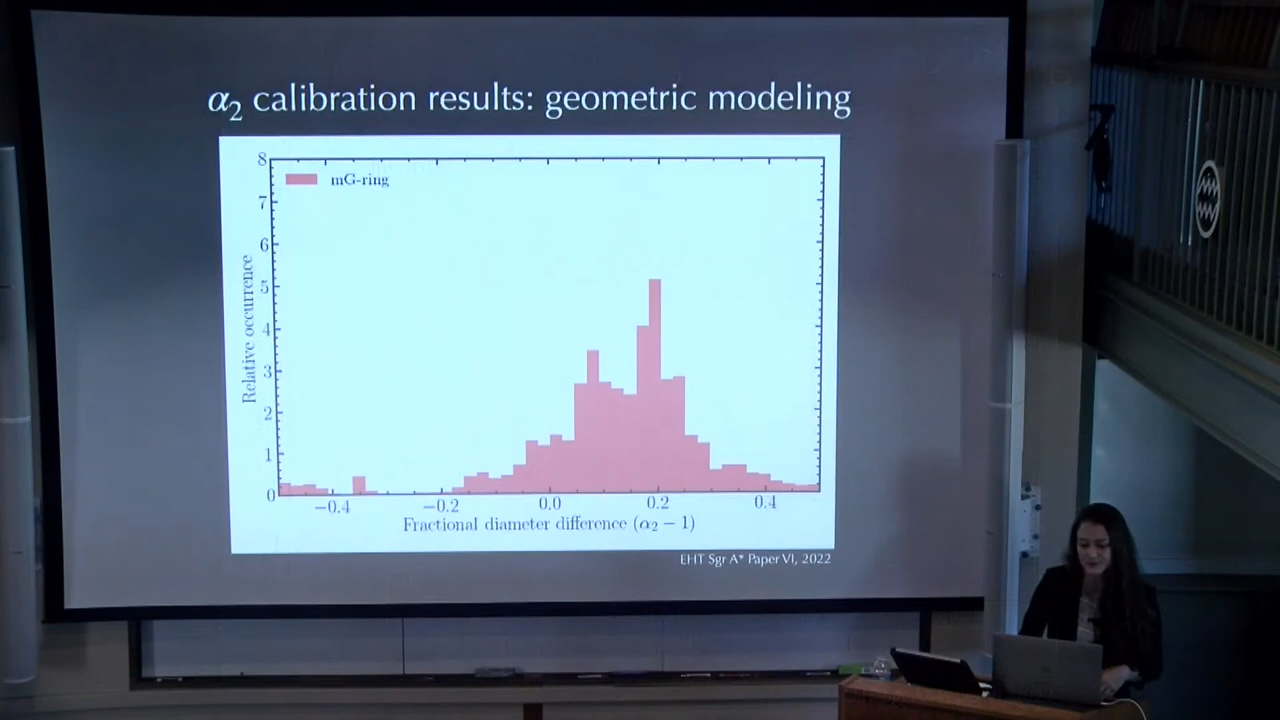 α₂ calibration results: geometric modeling
8
mG-ring
7
6
5
4
3
2
1
0
Relative occurrence
−0.4
−0.2
0.0
0.2
0.4
Fractional diameter difference (α₂ − 1)
EHT Sgr A* Paper VI, 2022